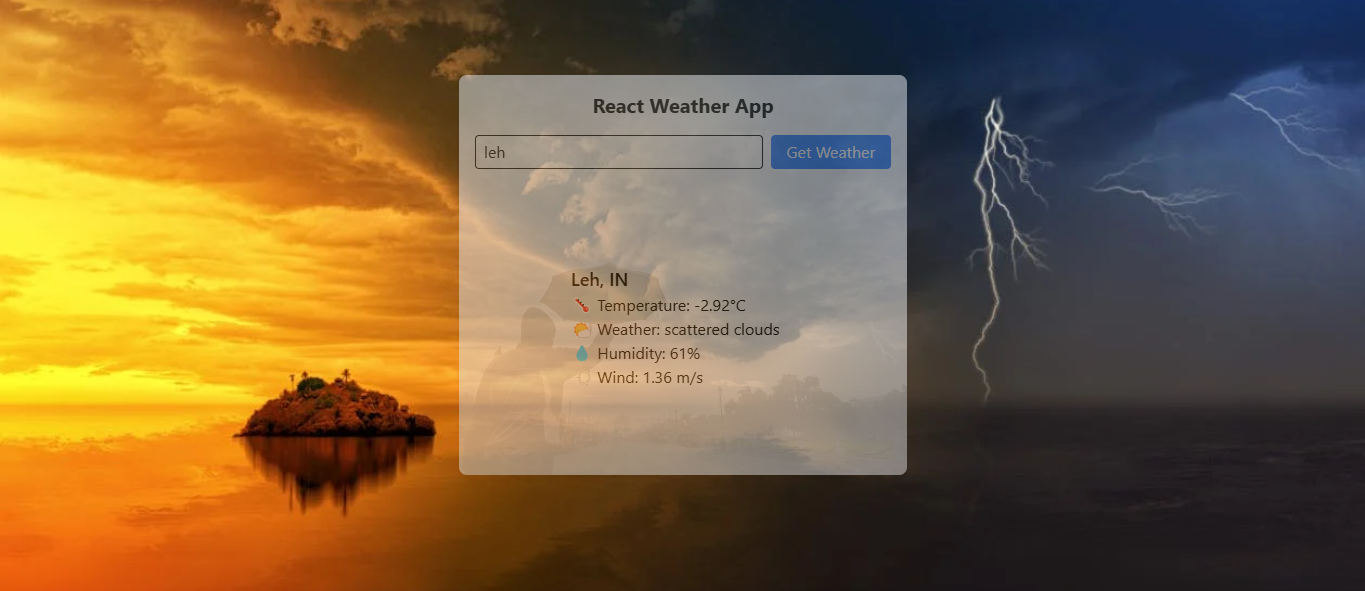 React Weather App
leh Get Weather
Leh, IN
🌡️ Temperature: -2.92°C
🌤️ Weather: scattered clouds
💧 Humidity: 61%
Wind: 1.36 m/s